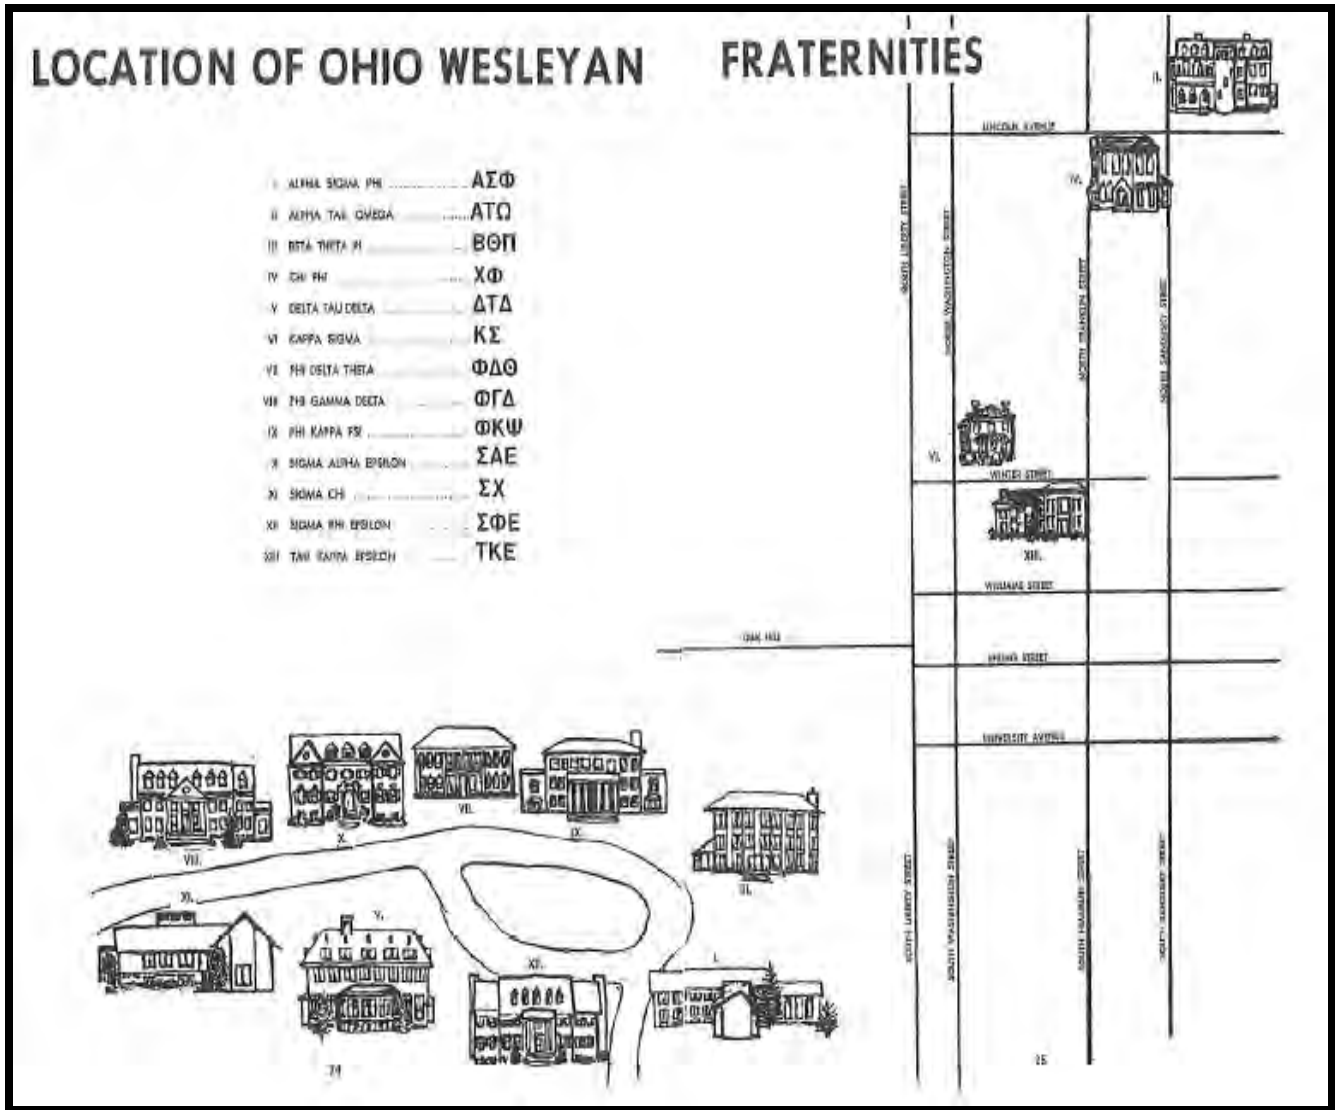 LOCATION OF OHIO WESLEYAN FRATERNITIES
I ALPHA SIGMA PHI ΑΣΦ
II ALPHA TAU OMEGA ΑΤΩ
III BETA THETA PI ΒΘΠ
IV CHI PHI ΧΦ
V DELTA TAU DELTA ΔΤΔ
VI KAPPA SIGMA ΚΣ
VII PHI DELTA THETA ΦΔΘ
VIII PHI GAMMA DELTA ΦΓΔ
IX PHI KAPPA PSI ΦΚΨ
X SIGMA ALPHA EPSILON ΣΑΕ
XI SIGMA CHI ΣΧ
XII SIGMA PHI EPSILON ΣΦΕ
XIII TAU KAPPA EPSILON ΤΚΕ
II.
LINCOLN AVENUE
IV.
NORTH LIBERTY STREET
NORTH WASHINGTON STREET
NORTH FRANKLIN STREET
NORTH SANDUSKY STREET
VI.
WINTER STREET
XIII.
WILLIAMS STREET
OAK HILL
STREET
UNIVERSITY AVENUE
VIII.
X.
VII.
IX.
III.
XI.
V.
I.
SOUTH LIBERTY STREET
SOUTH WASHINGTON STREET
SOUTH FRANKLIN STREET
SOUTH SANDUSKY STREET
24
25